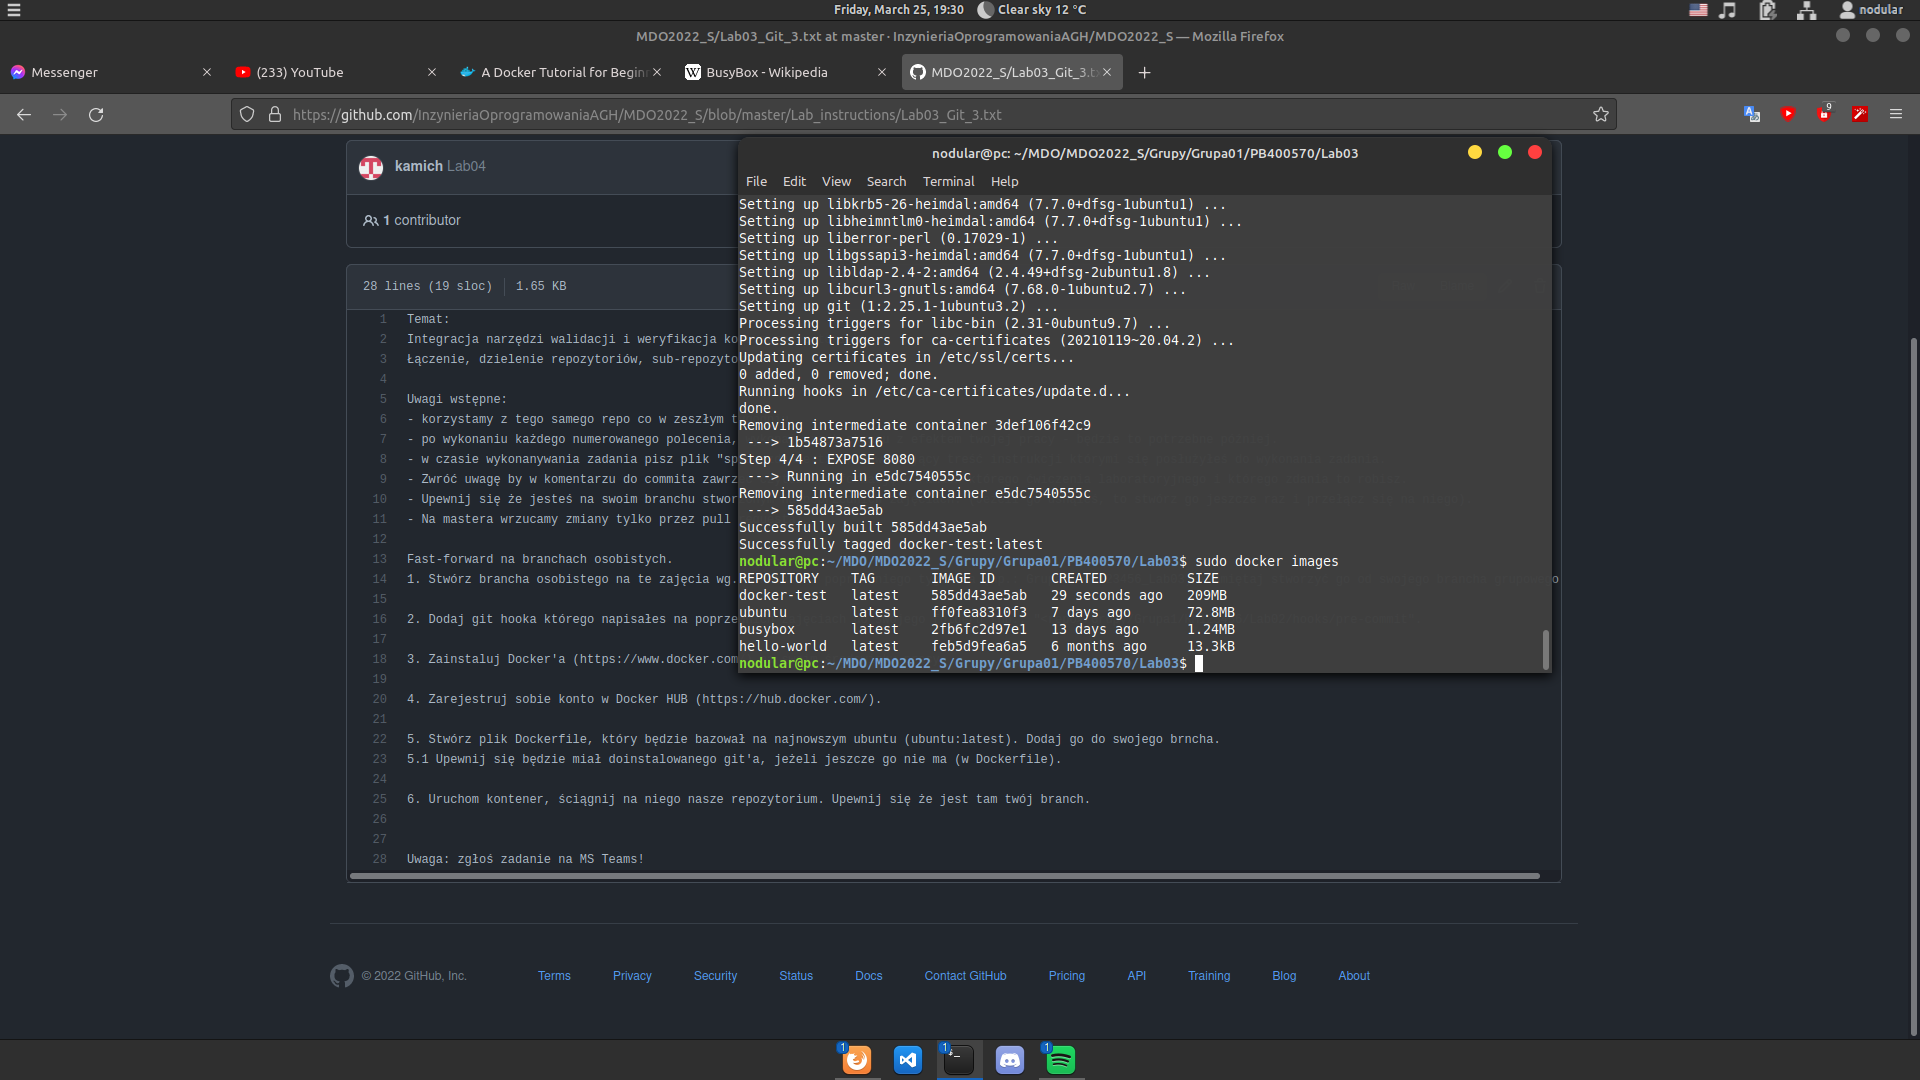 Friday, March 25, 19:30 Clear sky 12 °C nodular
MDO2022_S/Lab03_Git_3.txt at master · InzynieriaOprogramowaniaAGH/MDO2022_S — Mozilla Firefox
Messenger
(233) YouTube
A Docker Tutorial for Begin
BusyBox - Wikipedia
MDO2022_S/Lab03_Git_3.t
https://github.com/InzynieriaOprogramowaniaAGH/MDO2022_S/blob/master/Lab_instructions/Lab03_Git_3.txt
9
kamich Lab04
1 contributor
28 lines (19 sloc) 1.65 KB
1 Temat:
2 Integracja narzędzi walidacji i weryfikacja ko
3 Łączenie, dzielenie repozytoriów, sub-repozyto
4
5 Uwagi wstępne:
6 - korzystamy z tego samego repo co w zeszłym t
7 - po wykonaniu każdego numerowanego polecenia,
8 - w czasie wykonanywania zadania pisz plik "sp
9 - Zwróć uwagę by w komentarzu do commita zawrz
10 - Upewnij się że jesteś na swoim branchu stwor
11 - Na mastera wrzucamy zmiany tylko przez pull
12
13 Fast-forward na branchach osobistych.
14 1. Stwórz brancha osobistego na te zajęcia wg.
15
16 2. Dodaj git hooka którego napisałes na poprze
17
18 3. Zainstaluj Docker'a (https://www.docker.com
19
20 4. Zarejestruj sobie konto w Docker HUB (https://hub.docker.com/).
21
22 5. Stwórz plik Dockerfile, który będzie bazował na najnowszym ubuntu (ubuntu:latest). Dodaj go do swojego brncha.
23 5.1 Upewnij się będzie miał doinstalowanego git'a, jeżeli jeszcze go nie ma (w Dockerfile).
24
25 6. Uruchom kontener, ściągnij na niego nasze repozytorium. Upewnij się że jest tam twój branch.
26
27
28 Uwaga: zgłoś zadanie na MS Teams!
nodular@pc: ~/MDO/MDO2022_S/Grupy/Grupa01/PB400570/Lab03
File Edit View Search Terminal Help
Setting up libkrb5-26-heimdal:amd64 (7.7.0+dfsg-1ubuntu1) ...
Setting up libheimntlm0-heimdal:amd64 (7.7.0+dfsg-1ubuntu1) ...
Setting up liberror-perl (0.17029-1) ...
Setting up libgssapi3-heimdal:amd64 (7.7.0+dfsg-1ubuntu1) ...
Setting up libldap-2.4-2:amd64 (2.4.49+dfsg-2ubuntu1.8) ...
Setting up libcurl3-gnutls:amd64 (7.68.0-1ubuntu2.7) ...
Setting up git (1:2.25.1-1ubuntu3.2) ...
Processing triggers for libc-bin (2.31-0ubuntu9.7) ...
Processing triggers for ca-certificates (20210119~20.04.2) ...
Updating certificates in /etc/ssl/certs...
0 added, 0 removed; done.
Running hooks in /etc/ca-certificates/update.d...
done.
Removing intermediate container 3def106f42c9
---> 1b54873a7516
Step 4/4 : EXPOSE 8080
---> Running in e5dc7540555c
Removing intermediate container e5dc7540555c
---> 585dd43ae5ab
Successfully built 585dd43ae5ab
Successfully tagged docker-test:latest
nodular@pc:~/MDO/MDO2022_S/Grupy/Grupa01/PB400570/Lab03$ sudo docker images
REPOSITORY TAG IMAGE ID CREATED SIZE
docker-test latest 585dd43ae5ab 29 seconds ago 209MB
ubuntu latest ff0fea8310f3 7 days ago 72.8MB
busybox latest 2fb6fc2d97e1 13 days ago 1.24MB
hello-world latest feb5d9fea6a5 6 months ago 13.3kB
nodular@pc:~/MDO/MDO2022_S/Grupy/Grupa01/PB400570/Lab03$
© 2022 GitHub, Inc. Terms Privacy Security Status Docs Contact GitHub Pricing API Training Blog About
1 1 1